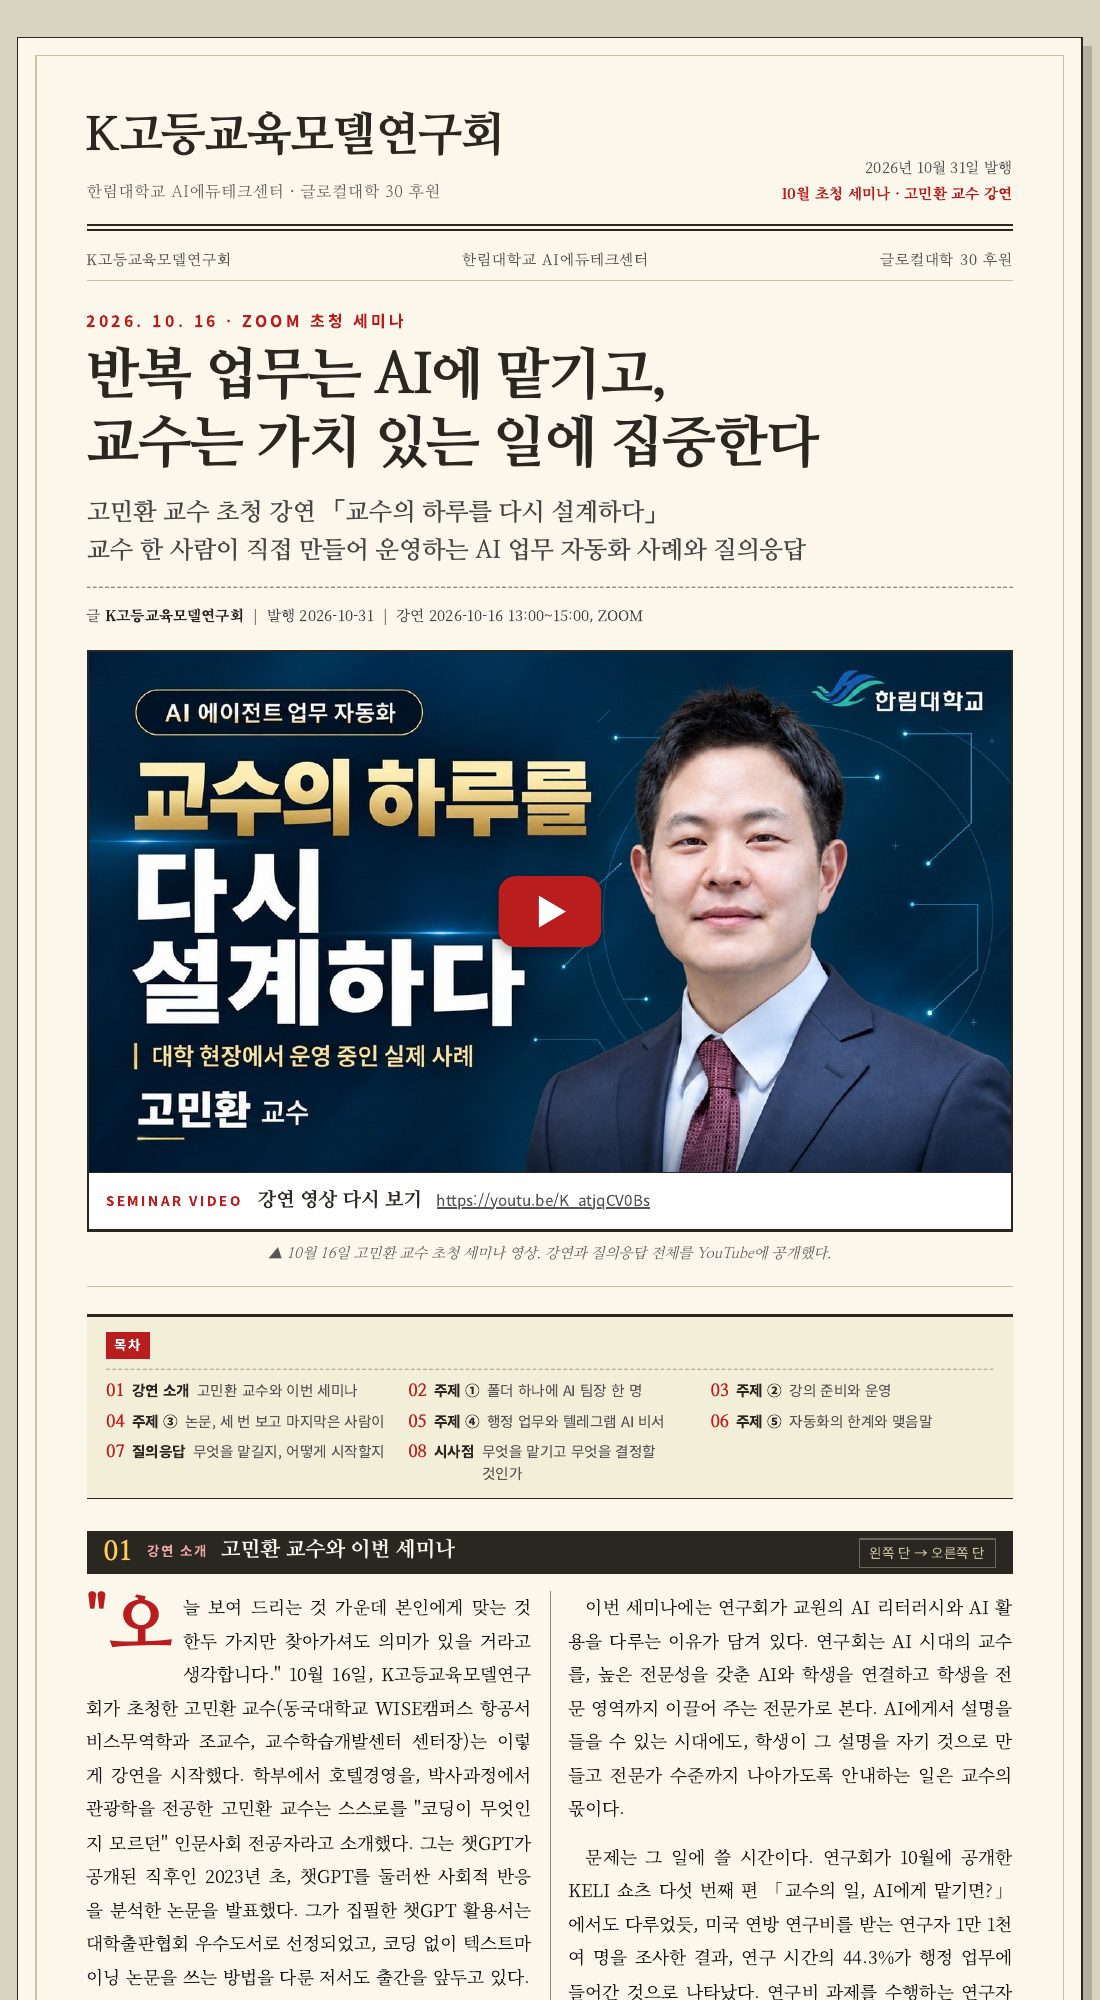 K고등교육모델연구회
한림대학교 AI에듀테크센터 · 글로컬대학 30 후원
2026년 10월 31일 발행
10월 초청 세미나 · 고민환 교수 강연
K고등교육모델연구회
한림대학교 AI에듀테크센터
글로컬대학 30 후원
2026. 10. 16 · ZOOM 초청 세미나
반복 업무는 AI에 맡기고,
교수는 가치 있는 일에 집중한다
고민환 교수 초청 강연 「교수의 하루를 다시 설계하다」
교수 한 사람이 직접 만들어 운영하는 AI 업무 자동화 사례와 질의응답
글 K고등교육모델연구회 | 발행 2026-10-31 | 강연 2026-10-16 13:00~15:00, ZOOM
한림대학교
AI 에이전트 업무 자동화
교수의 하루를
다시
설계하다
대학 현장에서 운영 중인 실제 사례
고민환 교수
SEMINAR VIDEO 강연 영상 다시 보기 https://youtu.be/K_atjqCV0Bs
▲ 10월 16일 고민환 교수 초청 세미나 영상. 강연과 질의응답 전체를 YouTube에 공개했다.
목차
01 강연 소개 고민환 교수와 이번 세미나
02 주제 ① 폴더 하나에 AI 팀장 한 명
03 주제 ② 강의 준비와 운영
04 주제 ③ 논문, 세 번 보고 마지막은 사람이
05 주제 ④ 행정 업무와 텔레그램 AI 비서
06 주제 ⑤ 자동화의 한계와 맺음말
07 질의응답 무엇을 맡길지, 어떻게 시작할지
08 시사점 무엇을 맡기고 무엇을 결정할
것인가
01 강연 소개 고민환 교수와 이번 세미나
왼쪽 단 → 오른쪽 단
"오늘 보여 드리는 것 가운데 본인에게 맞는 것
한두 가지만 찾아가셔도 의미가 있을 거라고
생각합니다." 10월 16일, K고등교육모델연구
회가 초청한 고민환 교수(동국대학교 WISE캠퍼스 항공서
비스무역학과 조교수, 교수학습개발센터 센터장)는 이렇
게 강연을 시작했다. 학부에서 호텔경영을, 박사과정에서
관광학을 전공한 고민환 교수는 스스로를 "코딩이 무엇인
지 모르던" 인문사회 전공자라고 소개했다. 그는 챗GPT가
공개된 직후인 2023년 초, 챗GPT를 둘러싼 사회적 반응
을 분석한 논문을 발표했다. 그가 집필한 챗GPT 활용서는
대학출판협회 우수도서로 선정되었고, 코딩 없이 텍스트마
이닝 논문을 쓰는 방법을 다룬 저서도 출간을 앞두고 있다.
이번 세미나에는 연구회가 교원의 AI 리터러시와 AI 활
용을 다루는 이유가 담겨 있다. 연구회는 AI 시대의 교수
를, 높은 전문성을 갖춘 AI와 학생을 연결하고 학생을 전
문 영역까지 이끌어 주는 전문가로 본다. AI에게서 설명을
들을 수 있는 시대에도, 학생이 그 설명을 자기 것으로 만
들고 전문가 수준까지 나아가도록 안내하는 일은 교수의
몫이다.
문제는 그 일에 쓸 시간이다. 연구회가 10월에 공개한
KELI 쇼츠 다섯 번째 편 「교수의 일, AI에게 맡기면?」
에서도 다루었듯, 미국 연방 연구비를 받는 연구자 1만 1천
여 명을 조사한 결과, 연구 시간의 44.3%가 행정 업무에
들어간 것으로 나타났다. 연구비 과제를 수행하는 연구자